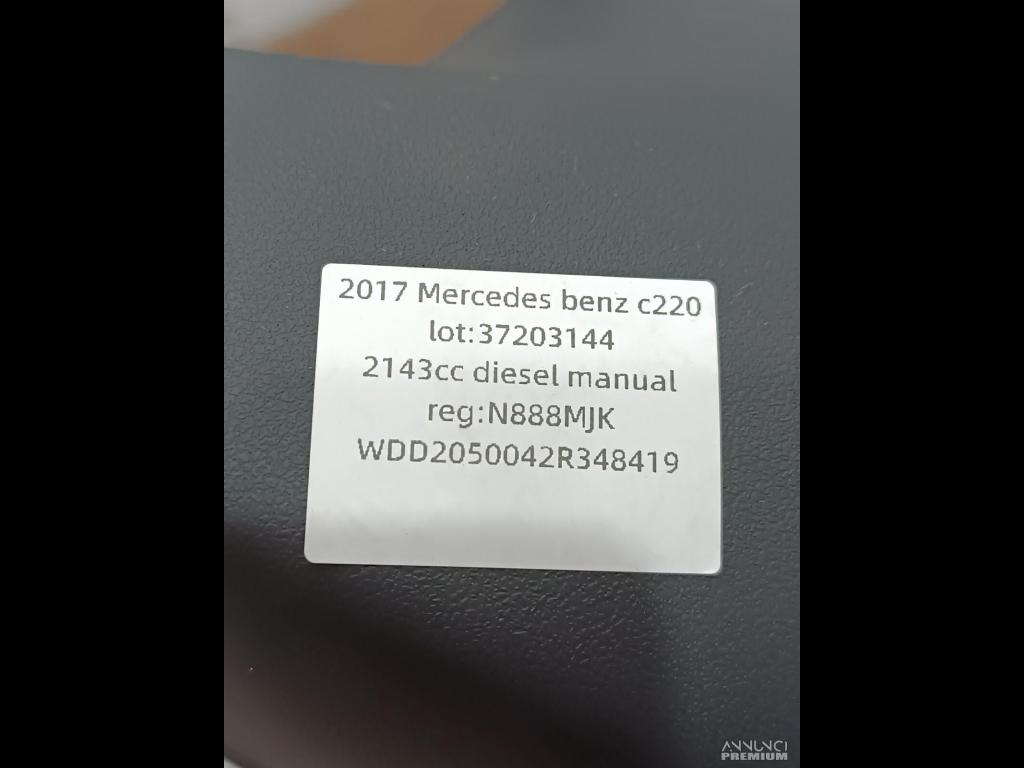 2017 Mercedes benz c220
lot:37203144
2143cc diesel manual
reg:N888MJK
WDD2050042R348419
ANNUNCI
PREMIUM